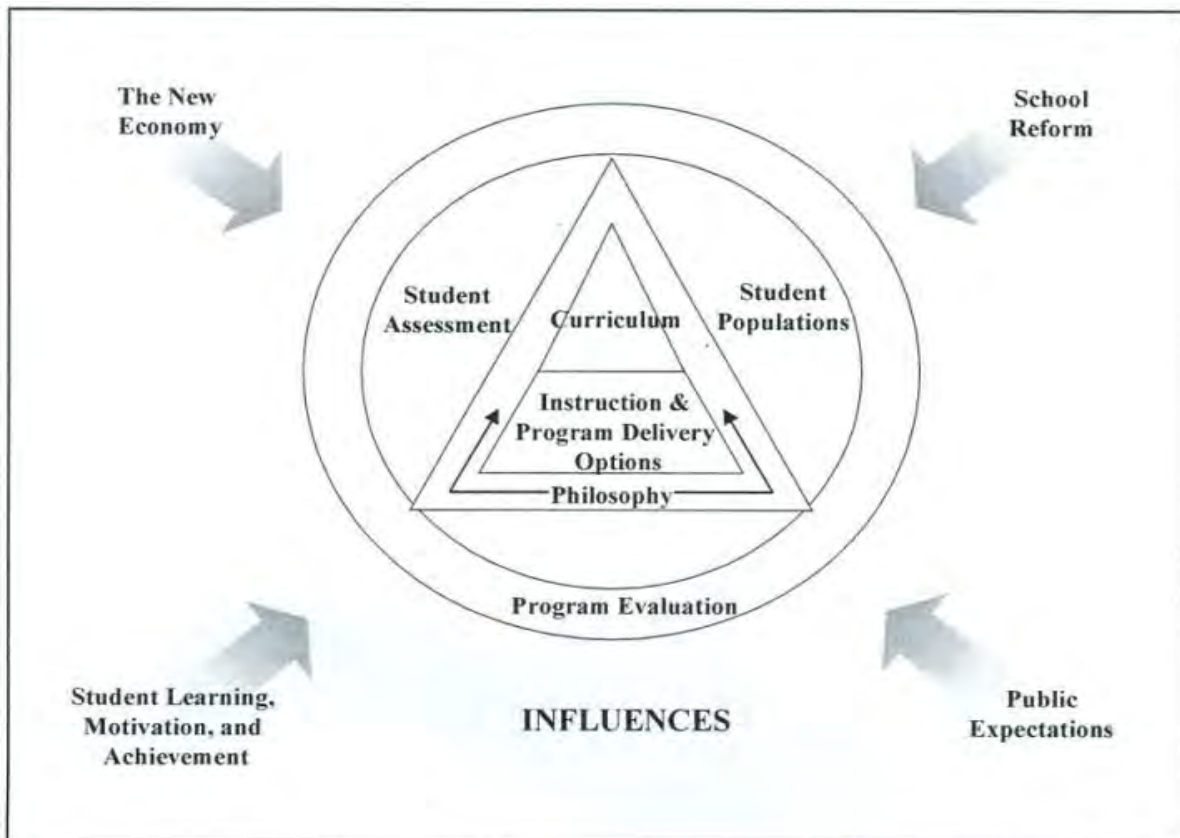 The New
Economy
School
Reform
Student
Assessment
Curriculum
Student
Populations
Instruction &
Program Delivery
Options
Philosophy
Program Evaluation
Student Learning,
Motivation, and
Achievement
INFLUENCES
Public
Expectations